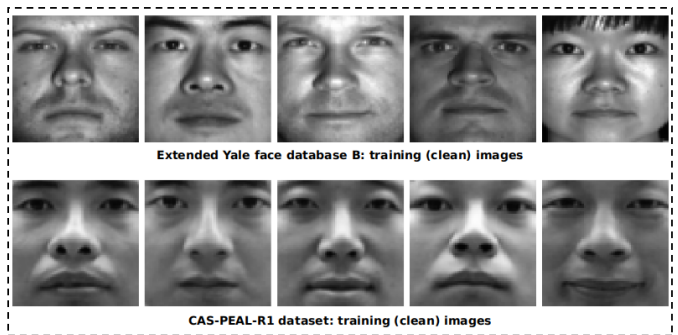 Extended Yale face database B: training (clean) images
CAS-PEAL-R1 dataset: training (clean) images